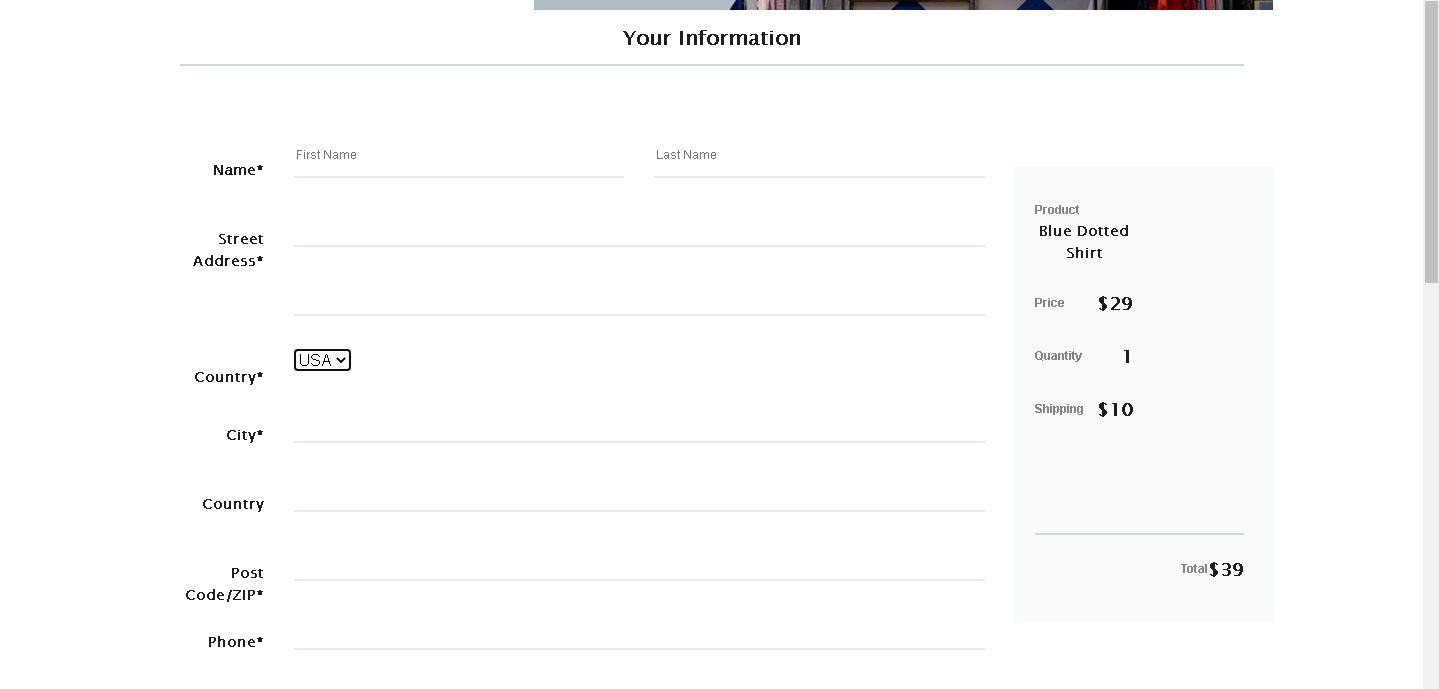 Your Information
Name*
First Name
Last Name
Street
Address*
Country*
USA
City*
Country
Post
Code/ZIP*
Phone*
Product
Blue Dotted
Shirt
Price $29
Quantity 1
Shipping $10
Total $39